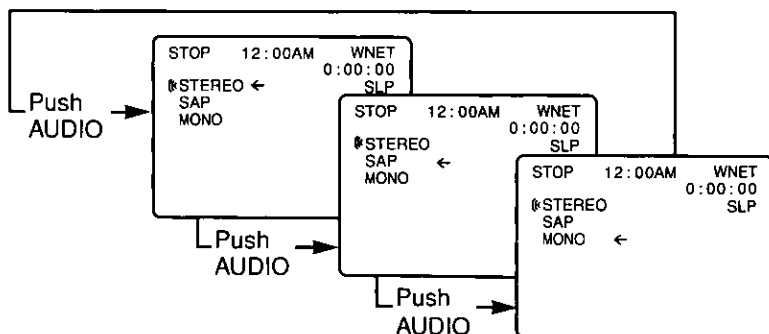 Push
AUDIO
STOP 12:00AM WNET
0:00:00
STEREO ← SLP
SAP
MONO
Push
AUDIO
STOP 12:00AM WNET
0:00:00
STEREO SLP
SAP ←
MONO
Push
AUDIO
STOP 12:00AM WNET
0:00:00
STEREO SLP
SAP
MONO ←